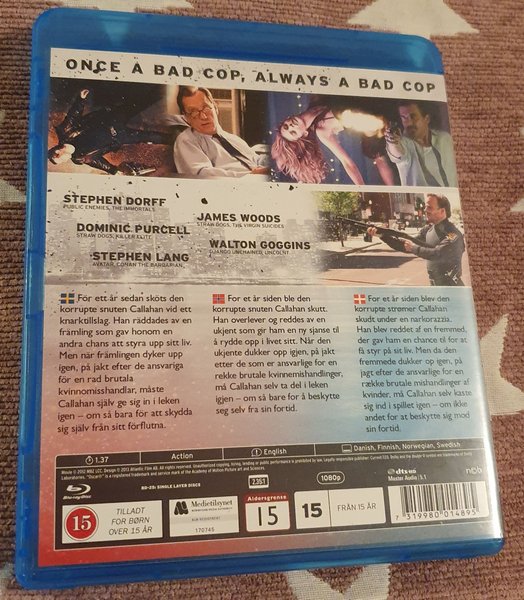 ONCE A BAD COP, ALWAYS A BAD COP
STEPHEN DORFF
PUBLIC ENEMIES, THE IMMORTALS
JAMES WOODS
STRAW DOGS, THE VIRGIN SUICIDES
DOMINIC PURCELL
STRAW DOGS, KILLER ELITE
WALTON GOGGINS
DJANGO UNCHAINED, LINCOLN
STEPHEN LANG
AVATAR, CONAN THE BARBARIAN
För ett år sedan sköts den
korrupte snuten Callahan vid ett
knarktillslag. Han räddades av en
främling som gav honom en
andra chans att styra upp sitt liv.
Men när främlingen dyker upp
igen, på jakt efter de ansvariga
för en rad brutala
kvinnomisshandlar, måste
Callahan själv ge sig in i leken
igen – om så bara för att skydda
sig själv från sitt förflutna.
For et år siden ble den
korrupte snuten Callahan skutt.
Han overlever og reddes av en
ukjent som gir ham en ny sjanse til
å rydde opp i livet sitt. Når den
ukjente dukker opp igjen, på jakt
etter de som er ansvarlige for en
rekke brutale kvinnemishandlinger,
må Callahan selv ta del i leken
igjen – om så bare for å beskytte
seg selv fra sin fortid.
For et år siden blev den
korrupte strømer Callahan
skudt under en narkorazzia.
Han blev reddet af en fremmed,
der gav ham en chance til for at
få styr på sit liv. Men da den
fremmede dukker op igen, på
jagt efter de ansvarlige for en
række brutale mishandlinger af
kvinder, må Callahan selv kaste
sig ind i spillet igen – om ikke
andet for at beskytte sig mod
sin fortid.
1.37
Action
English
Danish, Finnish, Norwegian, Swedish
Blu-ray Disc
BD-25: SINGLE LAYER DISCS
2.35:1
1080p
dts-HD
Master Audio | 5.1
15
TILLADT
FOR BØRN
OVER 15 ÅR
Medietilsynet
170745
Aldersgrense
15
15
FRÅN 15 ÅR
7 319980 014895